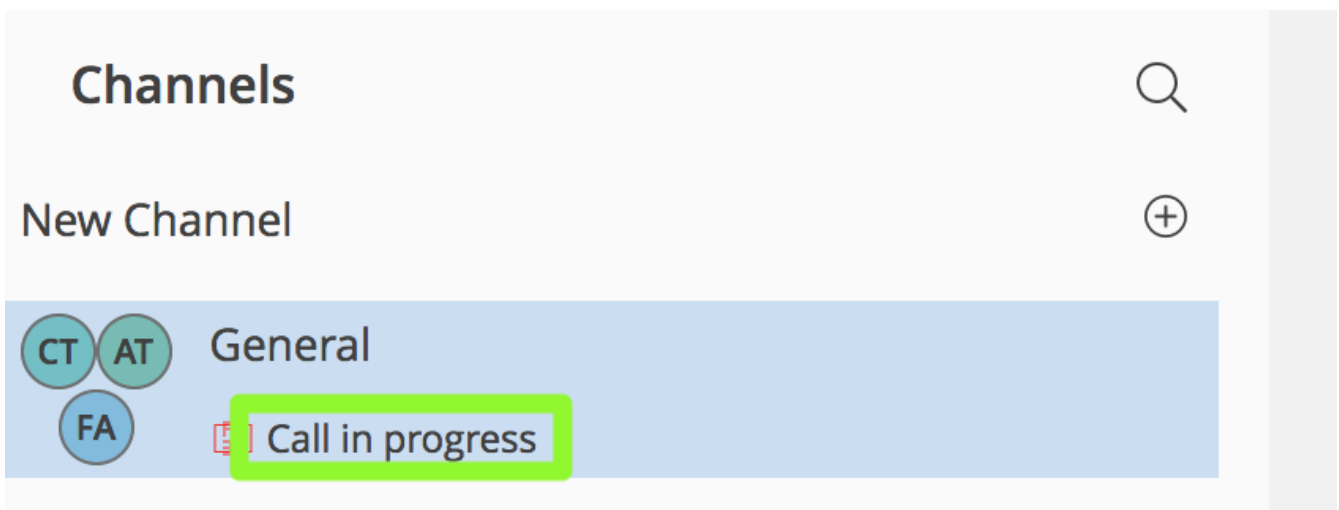 Channels
New Channel
CT AT General
FA Call in progress